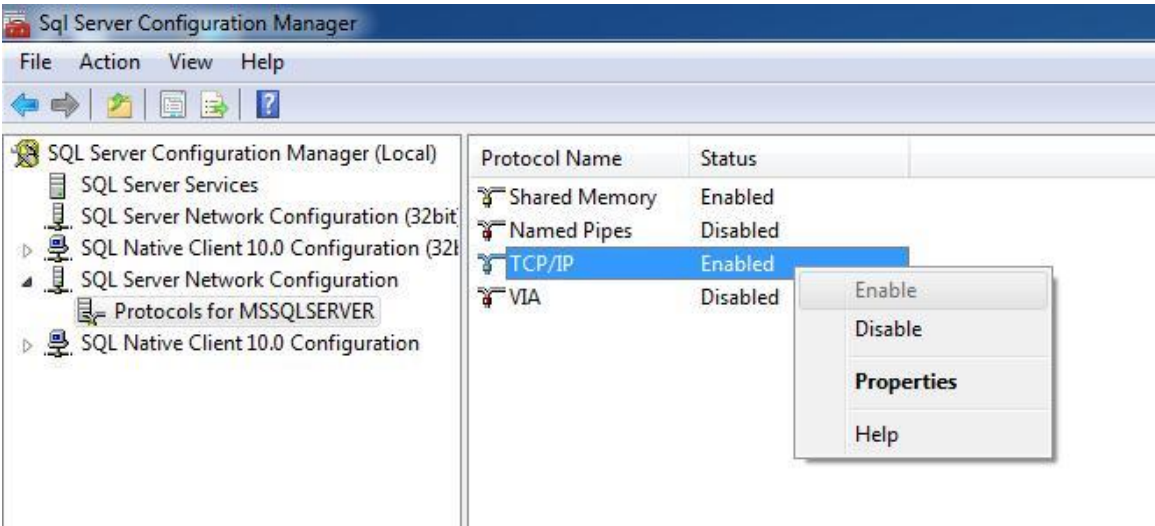 Sql Server Configuration Manager
File Action View Help
SQL Server Configuration Manager (Local)
SQL Server Services
SQL Server Network Configuration (32bit
SQL Native Client 10.0 Configuration (32b
SQL Server Network Configuration
Protocols for MSSQLSERVER
SQL Native Client 10.0 Configuration
Protocol Name Status
Shared Memory Enabled
Named Pipes Disabled
TCP/IP Enabled
VIA Disabled
Enable
Disable
Properties
Help